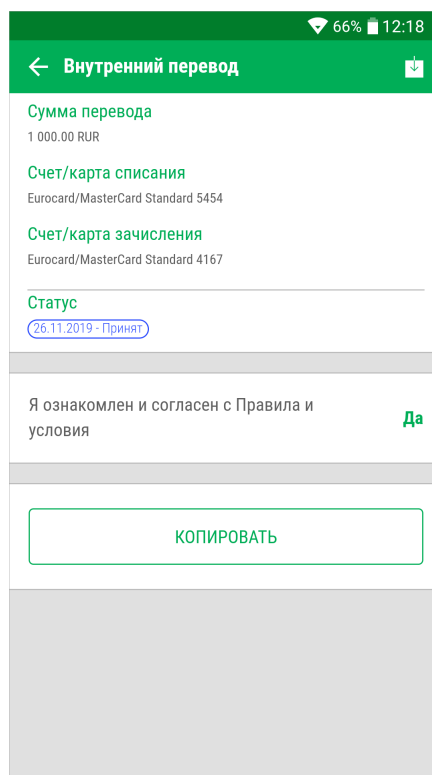 66% 12:18
Внутренний перевод
Сумма перевода
1 000.00 RUR
Счет/карта списания
Eurocard/MasterCard Standard 5454
Счет/карта зачисления
Eurocard/MasterCard Standard 4167
Статус
26.11.2019 - Принят
Я ознакомлен и согласен с Правила и
условия
Да
КОПИРОВАТЬ